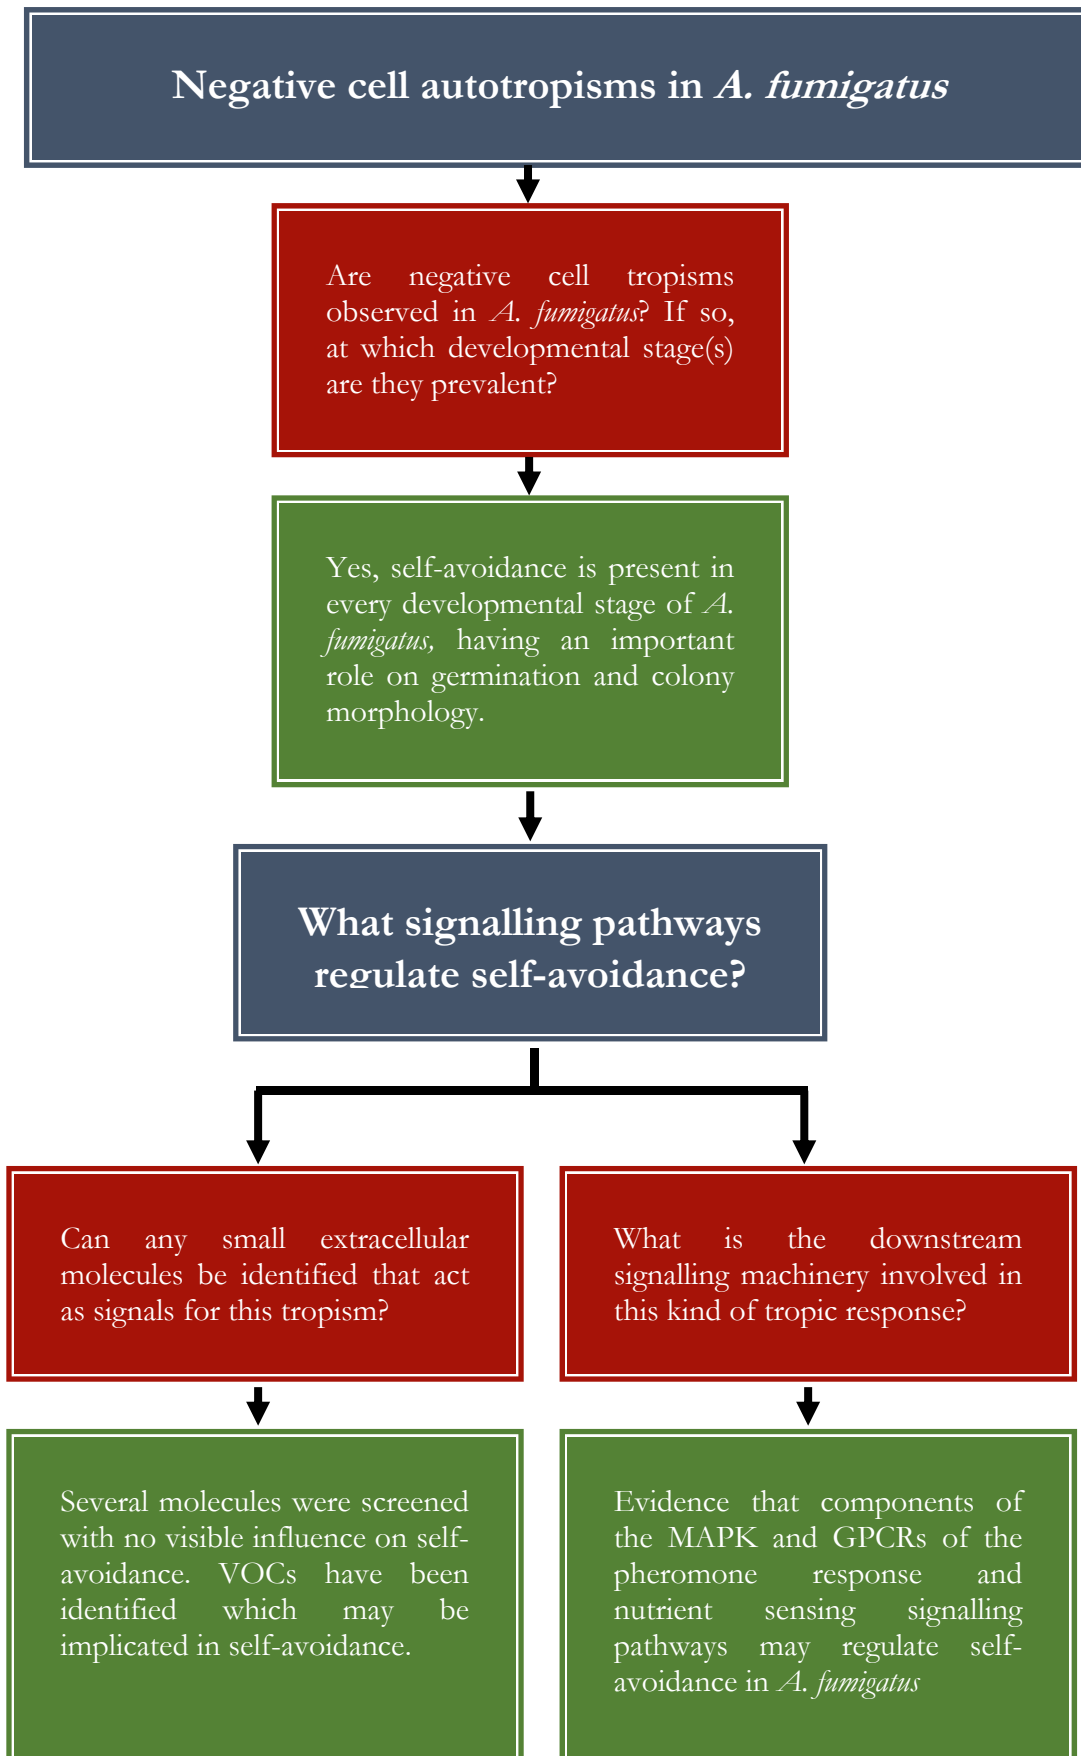 Negative cell autotropisms in A. fumigatus
Are negative cell tropisms
observed in A. fumigatus? If so,
at which developmental stage(s)
are they prevalent?
Yes, self-avoidance is present in
every developmental stage of A.
fumigatus, having an important
role on germination and colony
morphology.
What signalling pathways
regulate self-avoidance?
Can any small extracellular
molecules be identified that act
as signals for this tropism?
What is the downstream
signalling machinery involved in
this kind of tropic response?
Several molecules were screened
with no visible influence on self-
avoidance. VOCs have been
identified which may be
implicated in self-avoidance.
Evidence that components of
the MAPK and GPCRs of the
pheromone response and
nutrient sensing signalling
pathways may regulate self-
avoidance in A. fumigatus